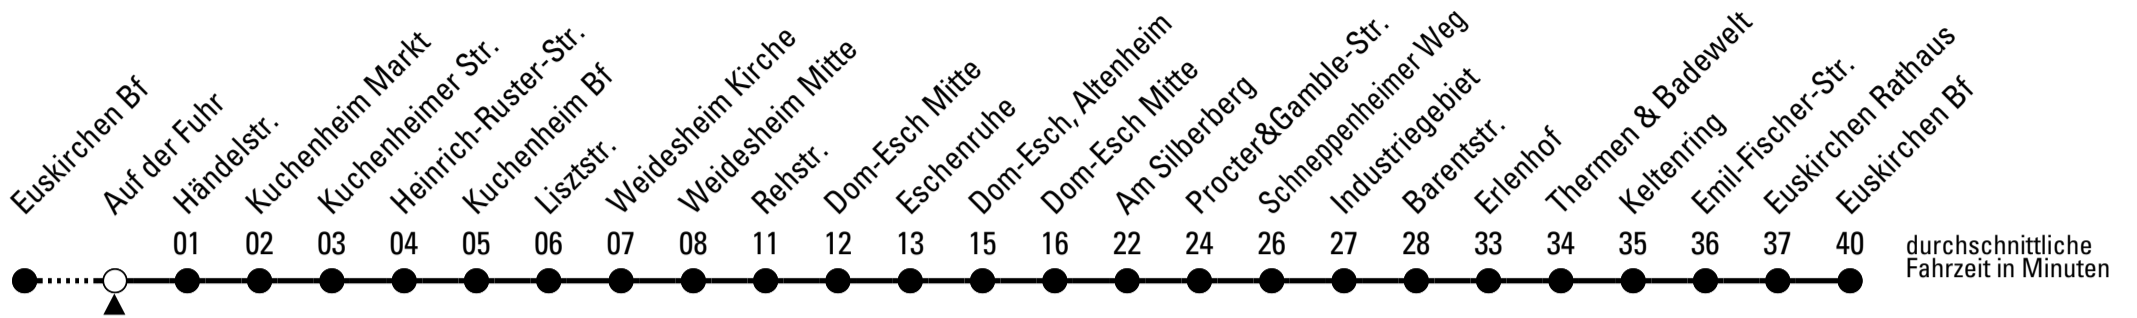 Euskirchen Bf
Auf der Fuhr
Händelstr.
Kuchenheim Markt
Kuchenheimer Str.
Heinrich-Ruster-Str.
Kuchenheim Bf
Lisztstr.
Weidesheim Kirche
Weidesheim Mitte
Rehstr.
Dom-Esch Mitte
Eschenruhe
Dom-Esch, Altenheim
Dom-Esch Mitte
Am Silberberg
Procter&Gamble-Str.
Schneppenheimer Weg
Industriegebiet
Barentstr.
Erlenhof
Thermen & Badewelt
Keltenring
Emil-Fischer-Str.
Euskirchen Rathaus
Euskirchen Bf
01 02 03 04 05 06 07 08 11 12 13 15 16 22 24 26 27 28 33 34 35 36 37 40
durchschnittliche
Fahrzeit in Minuten